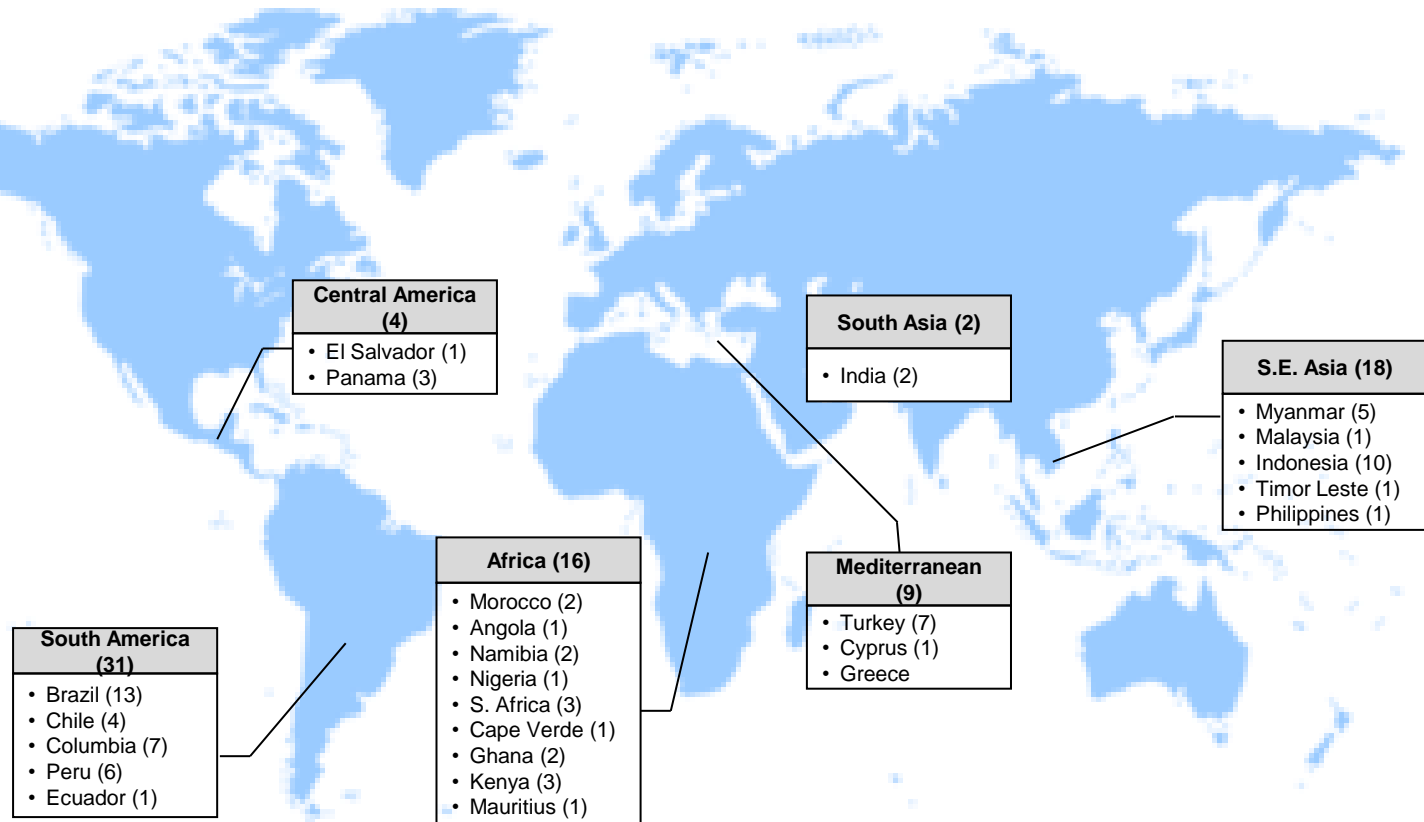 Central America
(4)
• El Salvador (1)
• Panama (3)
South Asia (2)
• India (2)
S.E. Asia (18)
• Myanmar (5)
• Malaysia (1)
• Indonesia (10)
• Timor Leste (1)
• Philippines (1)
Africa (16)
• Morocco (2)
• Angola (1)
• Namibia (2)
• Nigeria (1)
• S. Africa (3)
• Cape Verde (1)
• Ghana (2)
• Kenya (3)
• Mauritius (1)
Mediterranean
(9)
• Turkey (7)
• Cyprus (1)
• Greece
South America
(31)
• Brazil (13)
• Chile (4)
• Columbia (7)
• Peru (6)
• Ecuador (1)